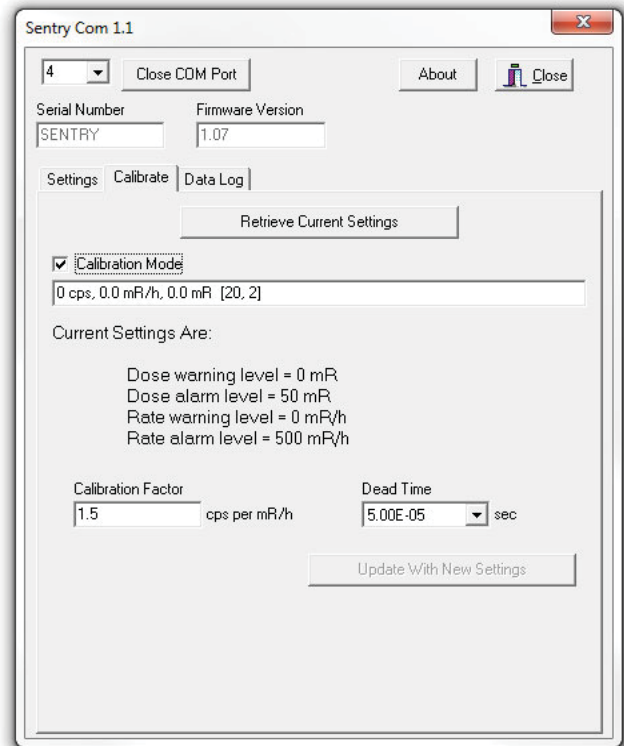 Sentry Com 1.1
4 Close COM Port About Close
Serial Number Firmware Version
SENTRY 1.07
Settings Calibrate Data Log
Retrieve Current Settings
Calibration Mode
0 cps, 0.0 mR/h, 0.0 mR [20, 2]
Current Settings Are:
Dose warning level = 0 mR
Dose alarm level = 50 mR
Rate warning level = 0 mR/h
Rate alarm level = 500 mR/h
Calibration Factor Dead Time
1.5 cps per mR/h 5.00E-05 sec
Update With New Settings